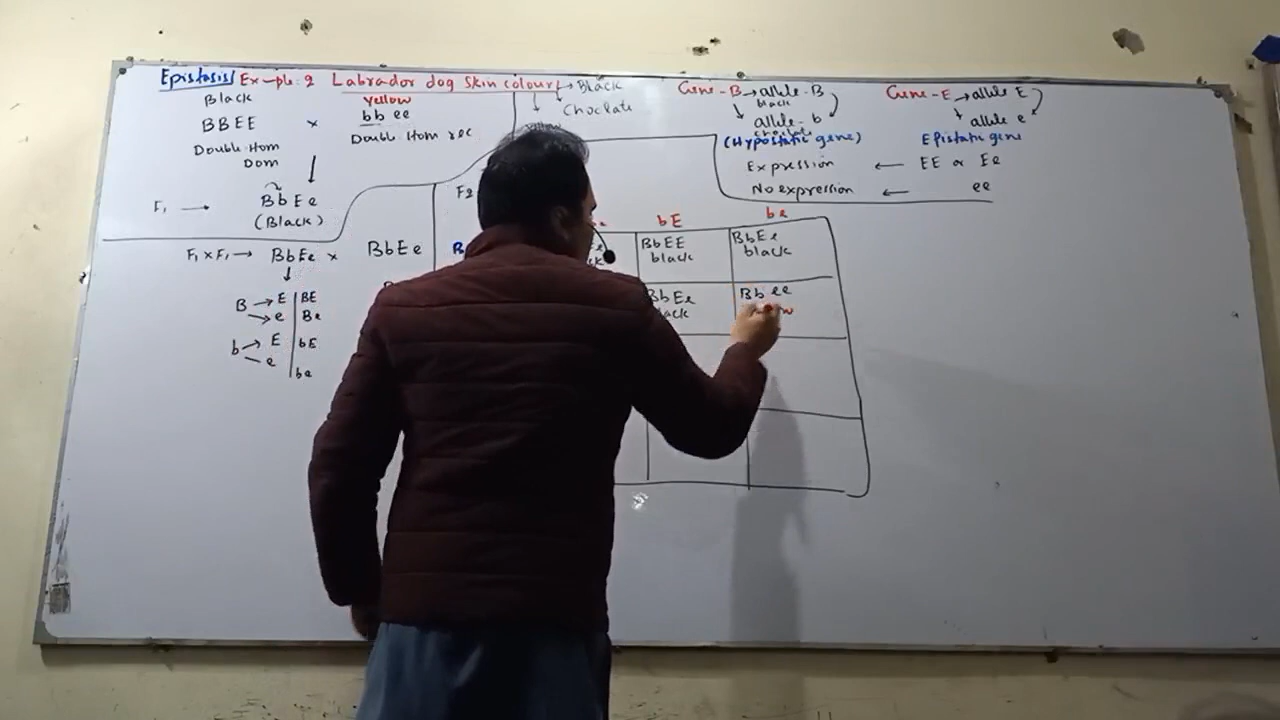 Epistasis/ Ex-ple: 2 Labrador dog Skin colour → Black
Choclate
Black
BBEE × bb ee
Yellow
Double Hom Dom
Double Hom rec
F1 → BbEe
(Black)
Gene-B → allele-B
black
allele-b
choclate
(Hypostatic gene)
Gene-E → allele E
allele e
Epistatic gene
Expression ← EE or Ee
No expression ← ee
F1 × F1 → BbEe × BbEe
B → E BE
→ e Be
b → E bE
e be
F2
bE be
BbEE
black
BbEe
black
BbEe
Bb ee